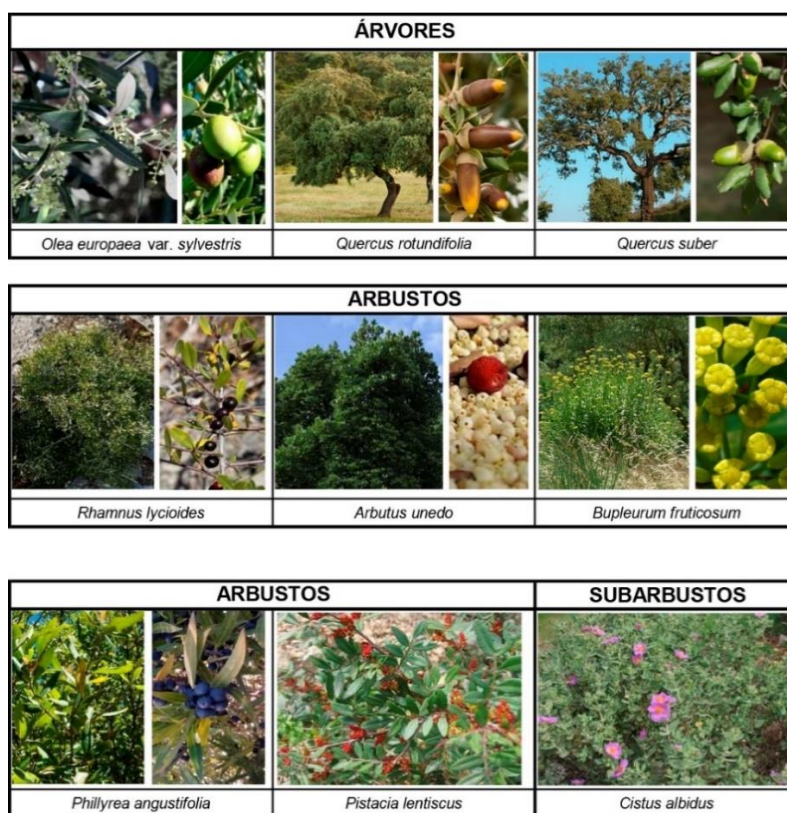 ÁRVORES
Olea europaea var. sylvestris
Quercus rotundifolia
Quercus suber
ARBUSTOS
Rhamnus lycioides
Arbutus unedo
Bupleurum fruticosum
ARBUSTOS
SUBARBUSTOS
Phillyrea angustifolia
Pistacia lentiscus
Cistus albidus